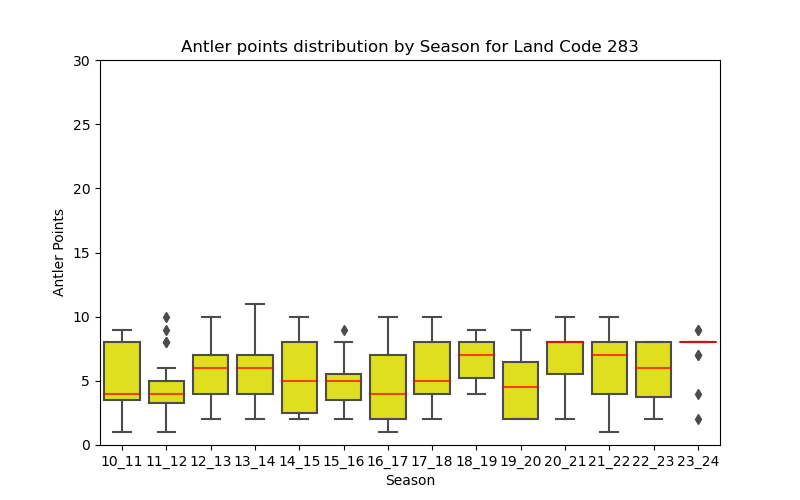 Antler points distribution by Season for Land Code 283
30
25
20
15
10
5
0
Antler Points
10_11 11_12 12_13 13_14 14_15 15_16 16_17 17_18 18_19 19_20 20_21 21_22 22_23 23_24
Season